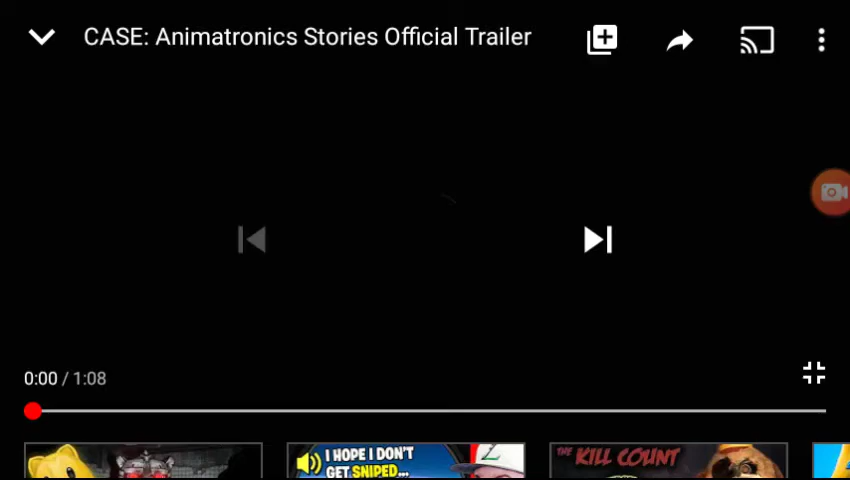 CASE: Animatronics Stories Official Trailer
0:00 / 1:08
I HOPE I DON'T
GET SNIPED...
THE KILL COUNT